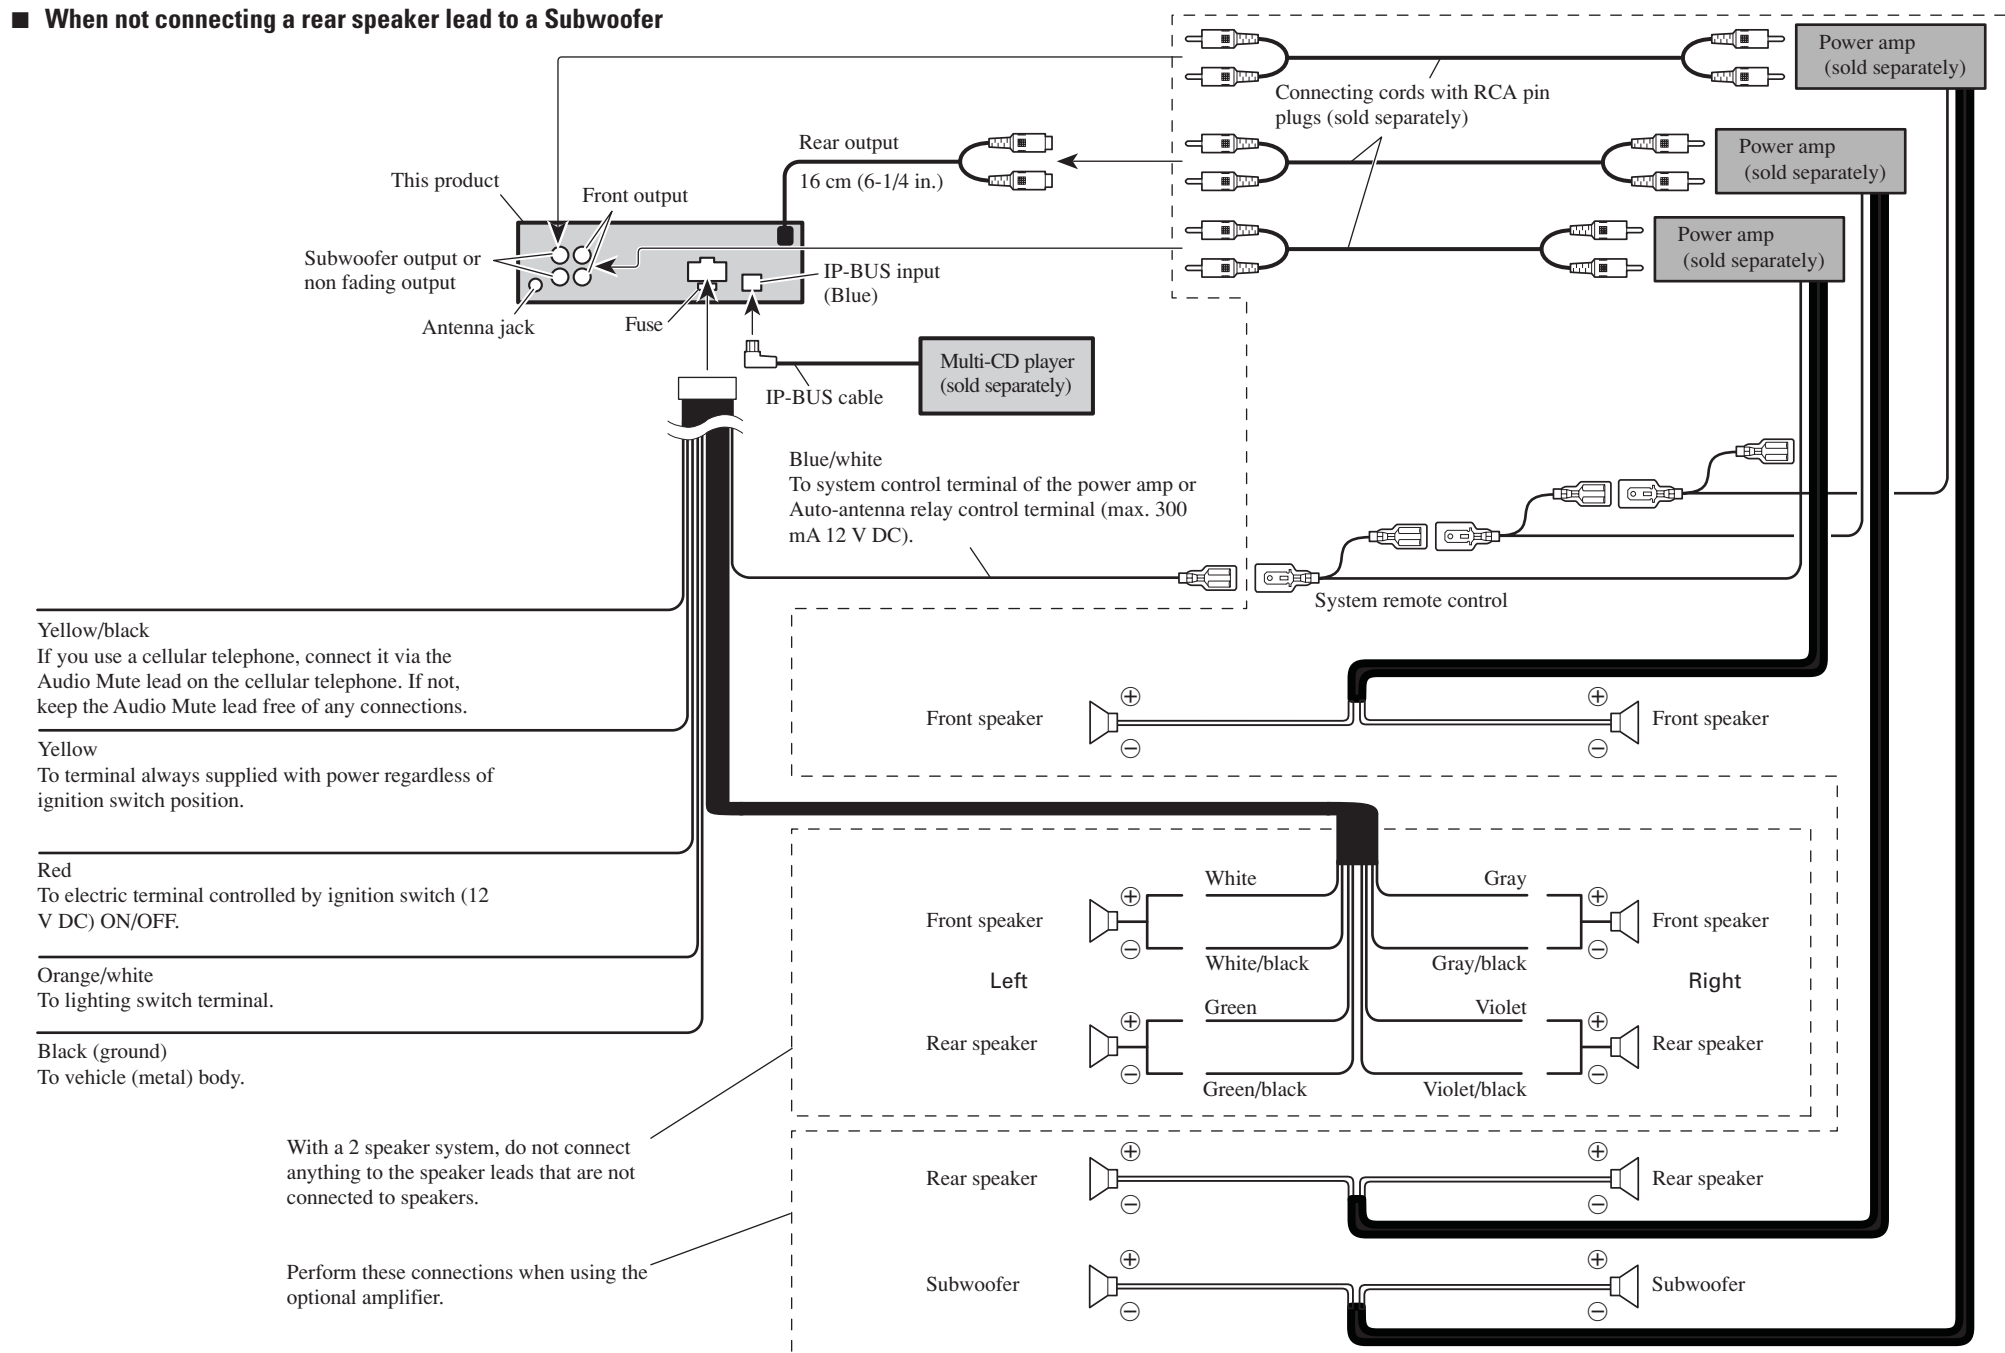 ■ When not connecting a rear speaker lead to a Subwoofer
Power amp
(sold separately)
Connecting cords with RCA pin
plugs (sold separately)
Rear output
16 cm (6-1/4 in.)
Power amp
(sold separately)
This product
Front output
Power amp
(sold separately)
Subwoofer output or
non fading output
IP-BUS input
(Blue)
Antenna jack
Fuse
Multi-CD player
(sold separately)
IP-BUS cable
Blue/white
To system control terminal of the power amp or
Auto-antenna relay control terminal (max. 300
mA 12 V DC).
System remote control
Yellow/black
If you use a cellular telephone, connect it via the
Audio Mute lead on the cellular telephone. If not,
keep the Audio Mute lead free of any connections.
Yellow
To terminal always supplied with power regardless of
ignition switch position.
Red
To electric terminal controlled by ignition switch (12
V DC) ON/OFF.
Orange/white
To lighting switch terminal.
Black (ground)
To vehicle (metal) body.
+ +
Front speaker Front speaker
− −
White Gray
+ +
Front speaker Front speaker
− −
White/black Gray/black
Left Right
Green Violet
+ +
Rear speaker Rear speaker
− −
Green/black Violet/black
With a 2 speaker system, do not connect
anything to the speaker leads that are not
connected to speakers.
+ +
Rear speaker Rear speaker
− −
Perform these connections when using the
optional amplifier.
+ +
Subwoofer Subwoofer
− −